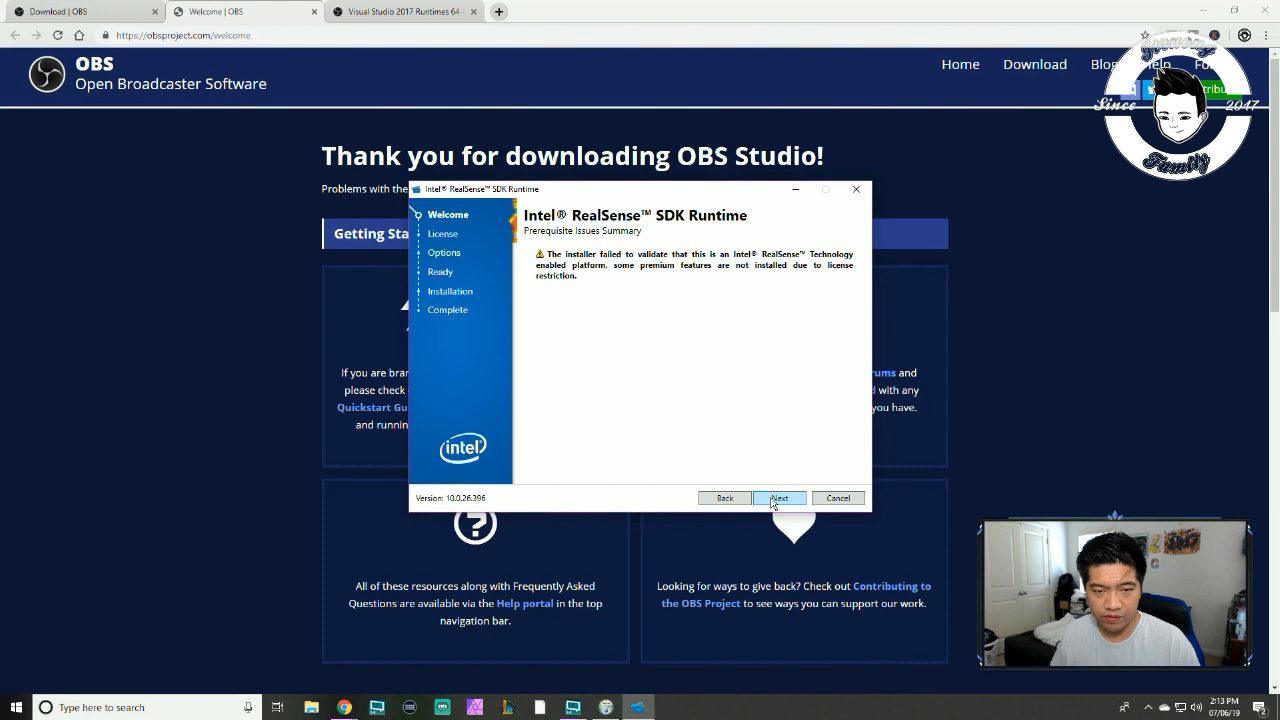 Download | OBS
Welcome | OBS
Visual Studio 2017 Runtimes 64-
https://obsproject.com/welcome
OBS
Open Broadcaster Software
Home
Download
Blog
Help
Since 2017
Family
Thank you for downloading OBS Studio!
Problems with the
Getting Sta
Intel® RealSense™ SDK Runtime
Welcome
License
Options
Ready
Installation
Complete
intel
Intel® RealSense™ SDK Runtime
Prerequisite Issues Summary
The installer failed to validate that this is an Intel® RealSense™ Technology
enabled platform, some premium features are not installed due to license
restriction.
Version: 10.0.26.396
Back
Next
Cancel
If you are bran
please check
Quickstart Gu
and runnin
rums and
d with any
you have.
All of these resources along with Frequently Asked
Questions are available via the Help portal in the top
navigation bar.
Looking for ways to give back? Check out Contributing to
the OBS Project to see ways you can support our work.
Type here to search
2:13 PM
07/06/19
2